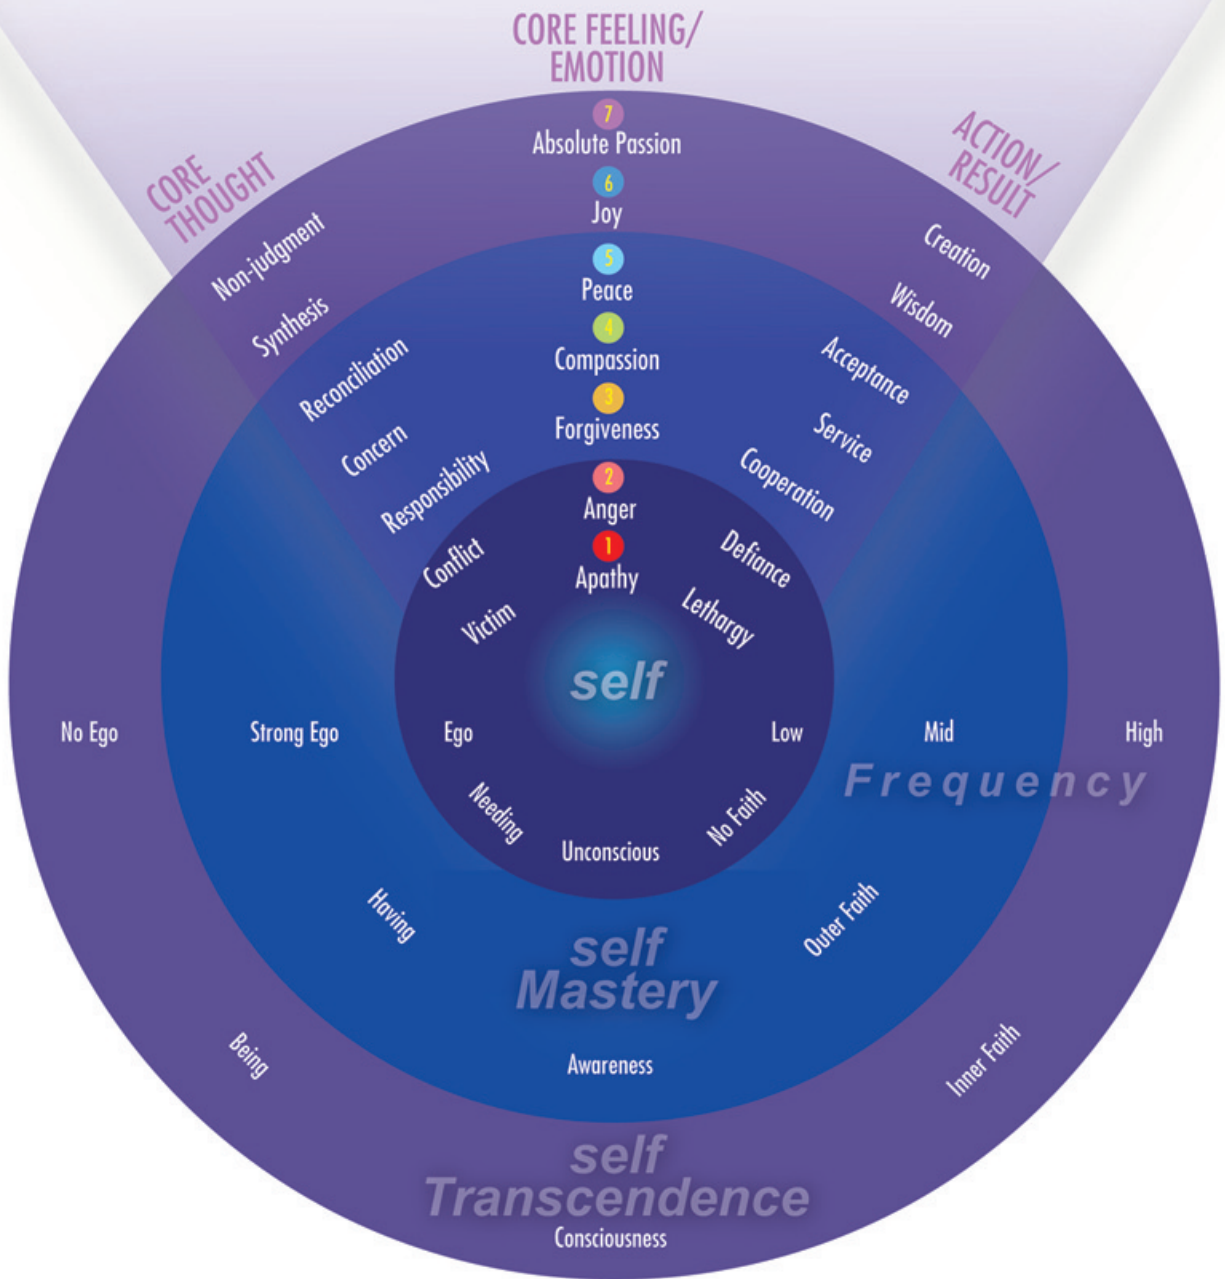 CORE FEELING/
EMOTION
CORE
THOUGHT
ACTION/
RESULT
7
Absolute Passion
Non-judgment
Creation
6
Joy
Synthesis
Wisdom
5
Peace
Reconciliation
Acceptance
4
Compassion
Concern
Service
3
Forgiveness
Responsibility
Cooperation
2
Anger
Conflict
Defiance
1
Apathy
Victim
Lethargy
self
No Ego
Strong Ego
Ego
Low
Mid
High
Frequency
Needing
Unconscious
No Faith
Having
Outer Faith
self
Mastery
Awareness
Being
Inner Faith
self
Transcendence
Consciousness